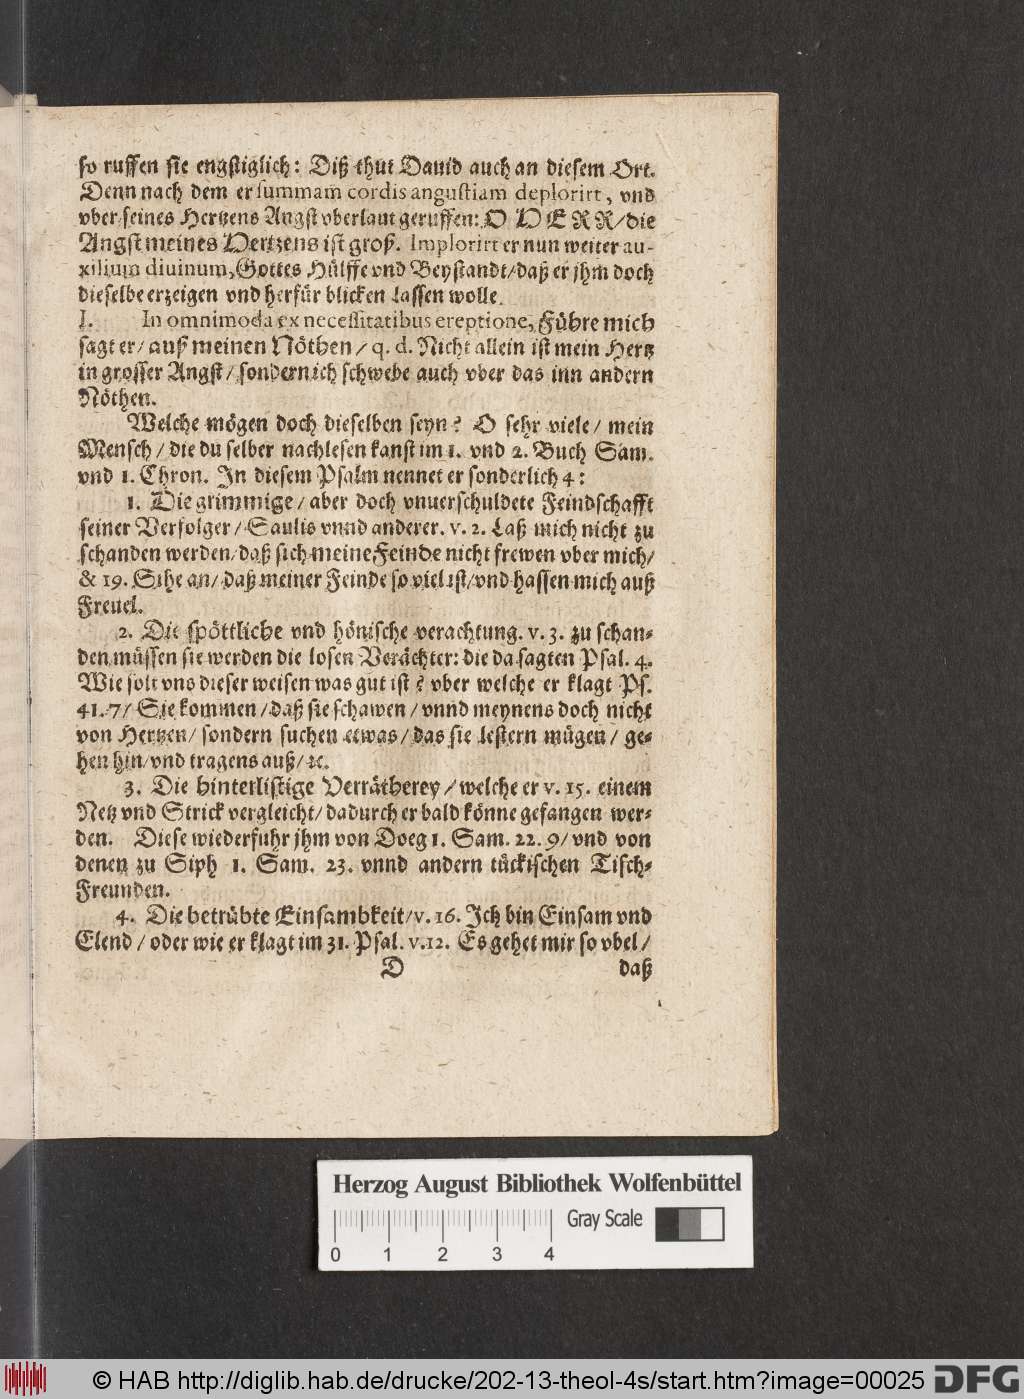 so ruffen sie engstiglich: Diß thut Dauid auch an diesem Ort.
Denn nach dem er summam cordis angustiam deplorirt, vnd
vber seines Hertzens Angst vberlaut geruffen: O HERR/die
Angst meines Hertzens ist groß. Implorirt er nun weiter au-
xilium diuinum, Gottes Hülffe vnd Beystandt/daß er jhm doch
dieselbe erzeigen vnd herfür blicken lassen wolle.
I. In omnimoda ex necessitatibus ereptione, Führe mich
sagt er/ auß meinen Nöthen/ q. d. Nicht allein ist mein Hertz
in grosser Angst/ sondern ich schwebe auch vber das inn andern
Nöthen.
Welche mögen doch dieselben seyn? O sehr viele/ mein
Mensch/ die du selber nachlesen kanst im 1. vnd 2. Buch Sam.
vnd 1. Chron. In diesem Psalm nennet er sonderlich 4:
1. Die grimmige/ aber doch vnuerschuldete Feindschafft
seiner Verfolger/ Saulis vnnd anderer. v. 2. Laß mich nicht zu
schanden werden/daß sich meine Feinde nicht frewen vber mich/
& 19. Sihe an/ daß meiner Feinde so viel ist/vnd hassen mich auß
Freuel.
2. Die spöttliche vnd hönische verachtung. v. 3. zu schan-
den müssen sie werden die losen Verächter: die da sagten Psal. 4.
Wie solt vns dieser weisen was gut ist? vber welche er klagt Ps.
41. 7/ Sie kommen/daß sie schawen/ vnnd meynens doch nicht
von Hertzen/ sondern suchen etwas/ das sie lestern mügen/ ge-
hen hin/vnd tragens auß/ ꝛc.
3. Die hinterlistige Verrätherey/ welche er v. 15. einem
Netz vnd Strick vergleicht/ dadurch er bald könne gefangen wer-
den. Diese wiederfuhr jhm von Doeg 1. Sam. 22. 9/ vnd von
denen zu Siph 1. Sam. 23. vnnd andern tückischen Tisch-
Freunden.
4. Die betrübte Einsambkeit/v. 16. Ich bin Einsam vnd
Elend/ oder wie er klagt im 31. Psal. v. 12. Es gehet mir so vbel/
D daß
Herzog August Bibliothek Wolfenbüttel
Gray Scale
0 1 2 3 4
© HAB http://diglib.hab.de/drucke/202-13-theol-4s/start.htm?image=00025 DFG